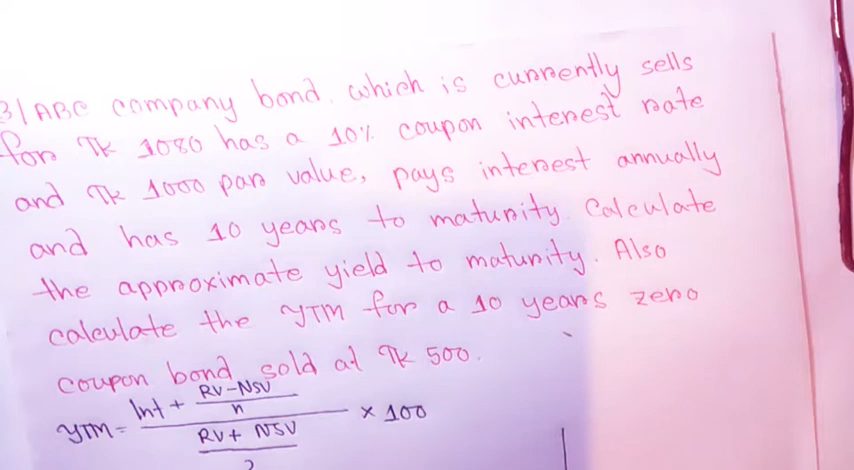 3| ABC company bond. which is currently sells
for Tk 1080 has a 10% coupon interest rate
and Tk 1000 par value, pays interest annually
and has 10 years to maturity. Calculate
the approximate yield to maturity. Also
calculate the YTM for a 10 years zero
coupon bond sold at Tk 500.
RV-NSV
Int + n
YTM = × 100
RV + NSV
2